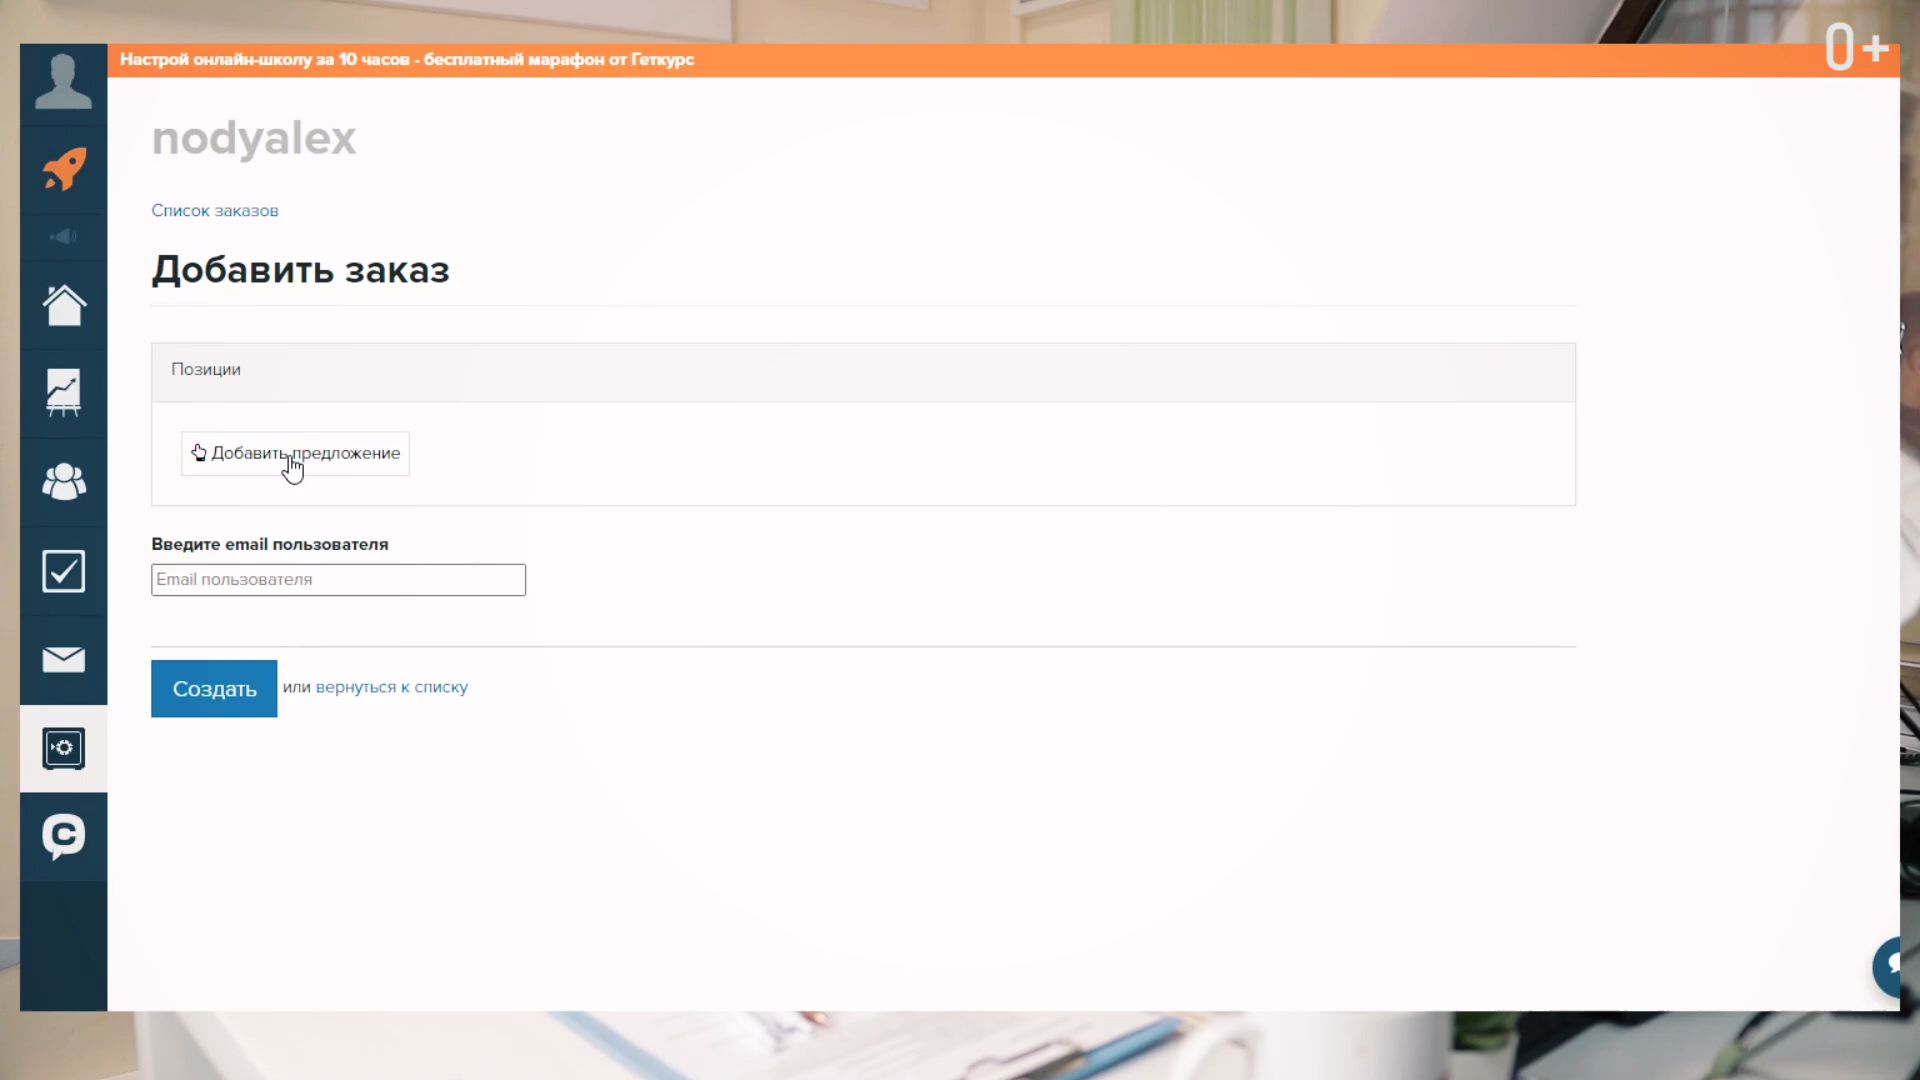 0+
Настрой онлайн-школу за 10 часов - бесплатный марафон от Геткурс
nodyalex
Список заказов
Добавить заказ
Позиции
Добавить предложение
Введите email пользователя
Email пользователя
Создать или вернуться к списку